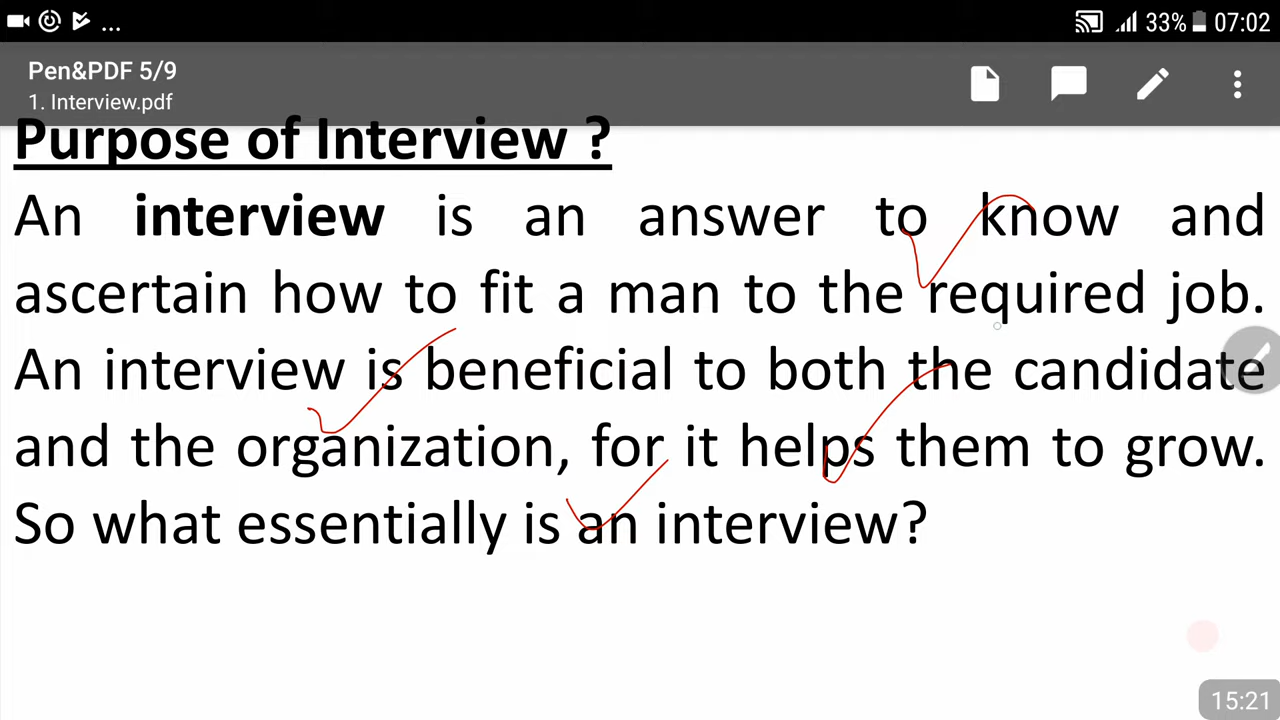 ... 33% 07:02
Pen&PDF 5/9
1. Interview.pdf
Purpose of Interview ?
An interview is an answer to know and
ascertain how to fit a man to the required job.
An interview is beneficial to both the candidate
and the organization, for it helps them to grow.
So what essentially is an interview?
15:21